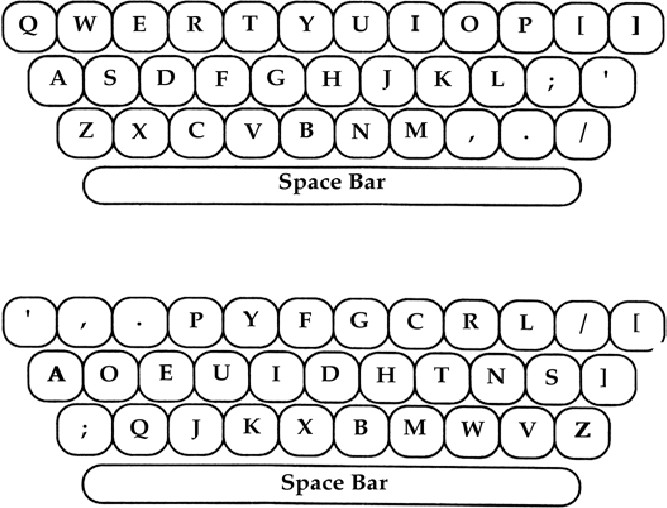 Q W E R T Y U I O P [ ]
A S D F G H J K L ; '
Z X C V B N M , . /
Space Bar
' , . P Y F G C R L / [
A O E U I D H T N S ]
; Q J K X B M W V Z
Space Bar